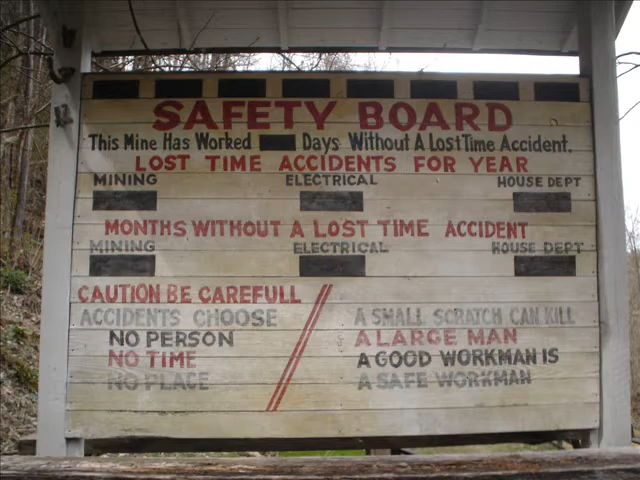 SAFETY BOARD
This Mine Has Worked Days Without A Lost Time Accident.
LOST TIME ACCIDENTS FOR YEAR
MINING ELECTRICAL HOUSE DEPT
MONTHS WITHOUT A LOST TIME ACCIDENT
MINING ELECTRICAL HOUSE DEPT
CAUTION BE CAREFULL
ACCIDENTS CHOOSE
NO PERSON
NO TIME
NO PLACE
A SMALL SCRATCH CAN KILL
A LARGE MAN
A GOOD WORKMAN IS
A SAFE WORKMAN